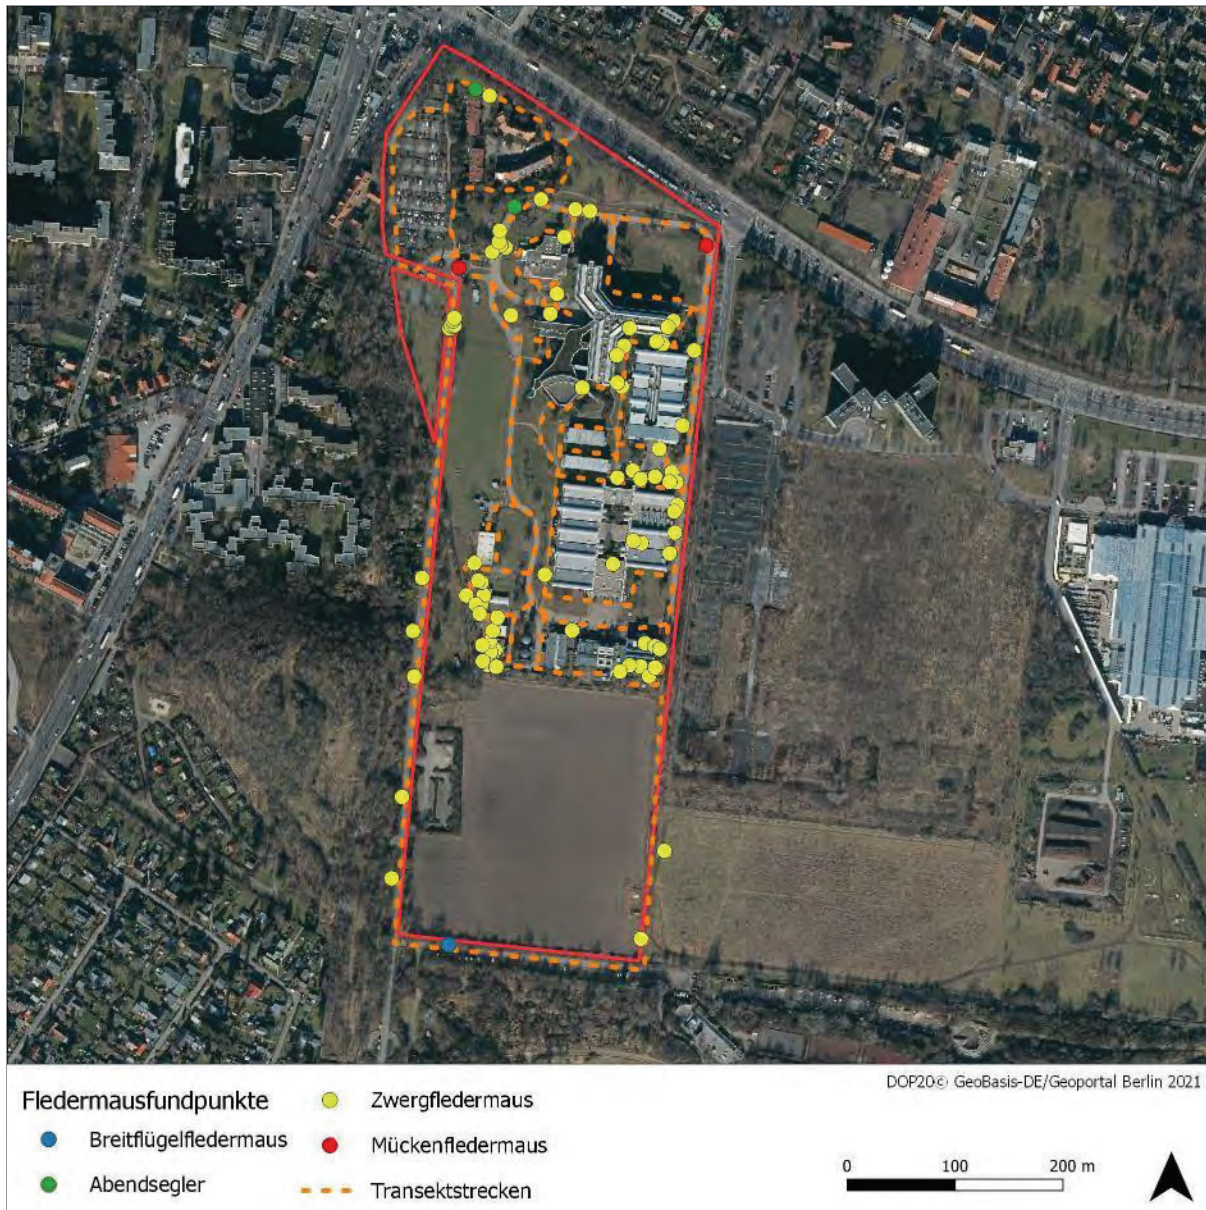 DOP20© GeoBasis-DE/Geoportal Berlin 2021
Fledermausfundpunkte
Breitflügelfledermaus
Abendsegler
Zwergfledermaus
Mückenfledermaus
Transektstrecken
0 100 200 m